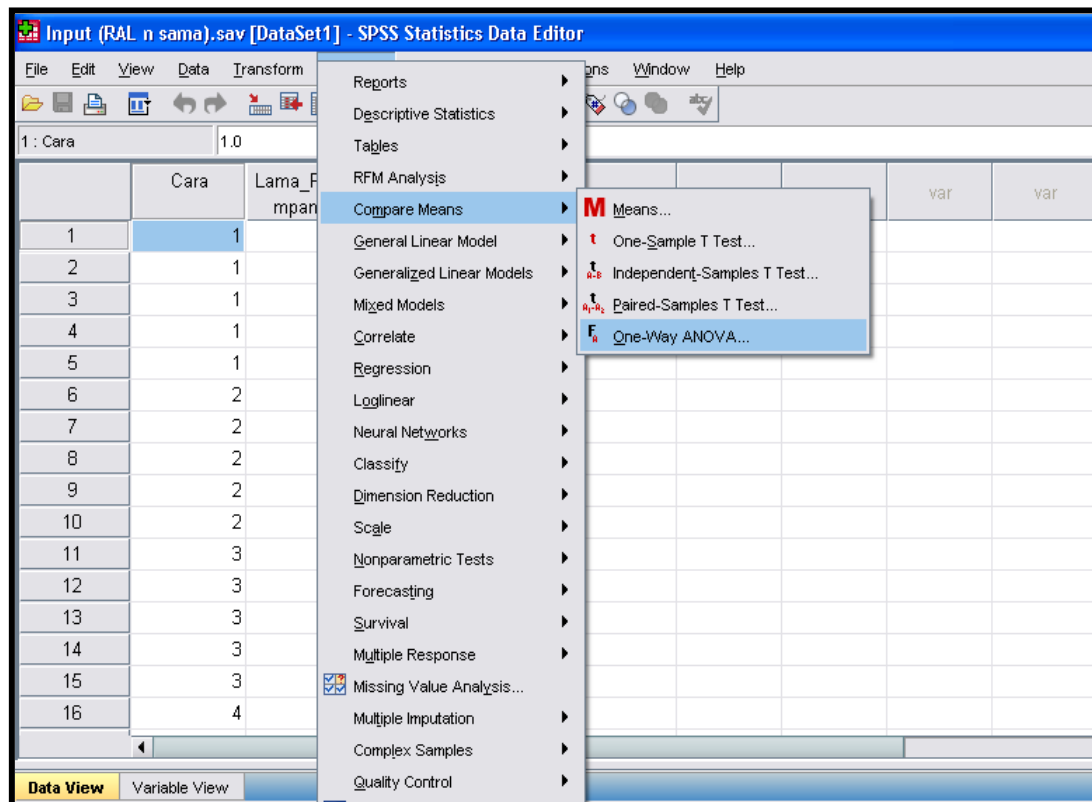 Input (RAL n sama).sav [DataSet1] - SPSS Statistics Data Editor
File Edit View Data Transform ons Window Help
1 : Cara 1.0
Cara Lama_P
mpan
var var
1 1
2 1
3 1
4 1
5 1
6 2
7 2
8 2
9 2
10 2
11 3
12 3
13 3
14 3
15 3
16 4
Reports
Descriptive Statistics
Tables
RFM Analysis
Compare Means
General Linear Model
Generalized Linear Models
Mixed Models
Correlate
Regression
Loglinear
Neural Networks
Classify
Dimension Reduction
Scale
Nonparametric Tests
Forecasting
Survival
Multiple Response
Missing Value Analysis...
Multiple Imputation
Complex Samples
Quality Control
M Means...
t One-Sample T Test...
Independent-Samples T Test...
Paired-Samples T Test...
One-Way ANOVA...
Data View Variable View